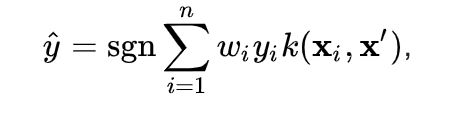 ŷ = sgn ∑_{i=1}^{n} w_i y_i k(𝐱_i, 𝐱′),